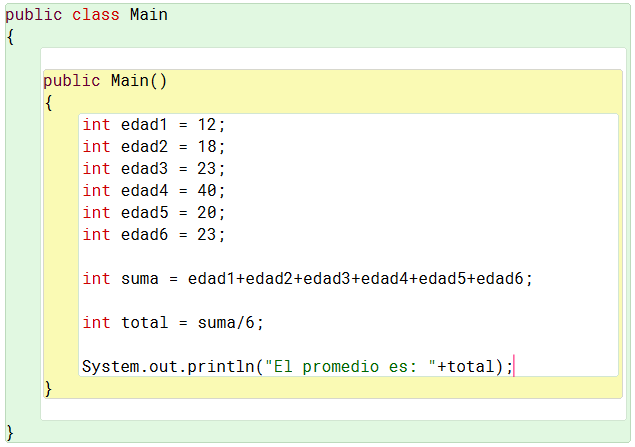 public class Main
{
public Main()
{
int edad1 = 12;
int edad2 = 18;
int edad3 = 23;
int edad4 = 40;
int edad5 = 20;
int edad6 = 23;
int suma = edad1+edad2+edad3+edad4+edad5+edad6;
int total = suma/6;
System.out.println("El promedio es: "+total);
}
}